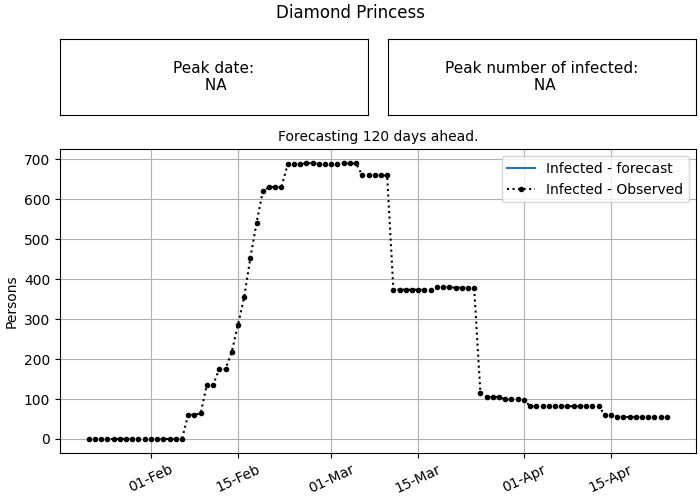 Diamond Princess
Peak date:
NA
Peak number of infected:
NA
Forecasting 120 days ahead.
Infected - forecast
Infected - Observed
Persons
700
600
500
400
300
200
100
0
01-Feb
15-Feb
01-Mar
15-Mar
01-Apr
15-Apr